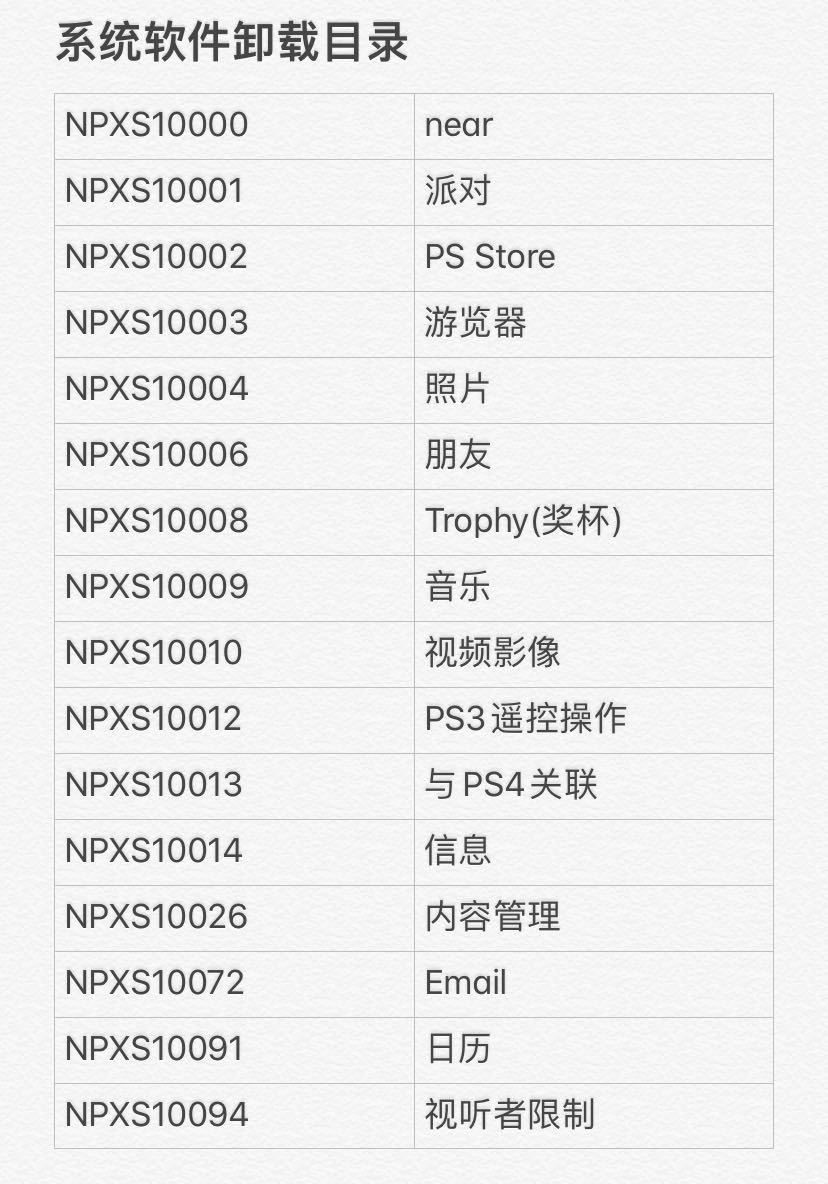 系统软件卸载目录
NPXS10000 near
NPXS10001 派对
NPXS10002 PS Store
NPXS10003 游览器
NPXS10004 照片
NPXS10006 朋友
NPXS10008 Trophy(奖杯)
NPXS10009 音乐
NPXS10010 视频影像
NPXS10012 PS3遥控操作
NPXS10013 与PS4关联
NPXS10014 信息
NPXS10026 内容管理
NPXS10072 Email
NPXS10091 日历
NPXS10094 视听者限制